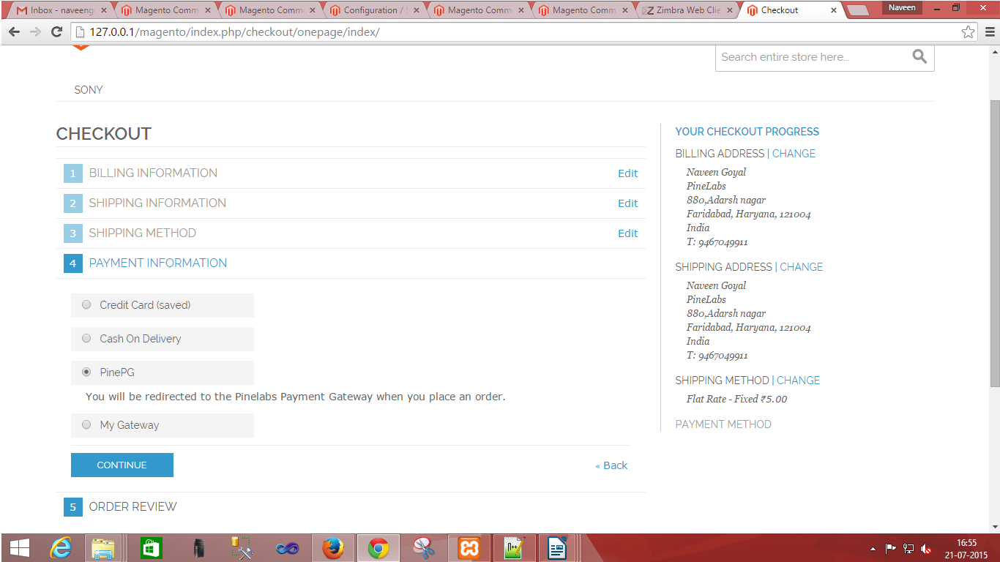 Inbox - naveeng
Magento Comm
Magento Comm
Configuration / S
Magento Comm
Magento Comm
Zimbra Web Clie
Checkout
Naveen
127.0.0.1/magento/index.php/checkout/onepage/index/
Search entire store here...
SONY
CHECKOUT
1 BILLING INFORMATION Edit
2 SHIPPING INFORMATION Edit
3 SHIPPING METHOD Edit
4 PAYMENT INFORMATION
Credit Card (saved)
Cash On Delivery
PinePG
You will be redirected to the Pinelabs Payment Gateway when you place an order.
My Gateway
CONTINUE
« Back
5 ORDER REVIEW
YOUR CHECKOUT PROGRESS
BILLING ADDRESS | CHANGE
Naveen Goyal
PineLabs
880,Adarsh nagar
Faridabad, Haryana, 121004
India
T: 9467049911
SHIPPING ADDRESS | CHANGE
Naveen Goyal
PineLabs
880,Adarsh nagar
Faridabad, Haryana, 121004
India
T: 9467049911
SHIPPING METHOD | CHANGE
Flat Rate - Fixed ₹5.00
PAYMENT METHOD
16:55
21-07-2015